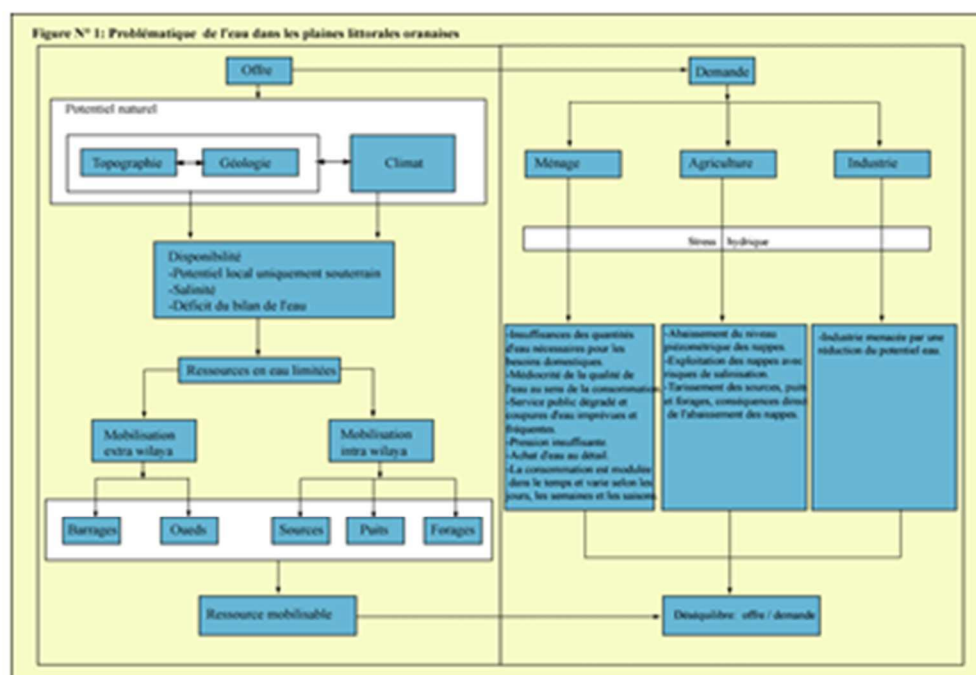 Figure N° 1: Problématique de l'eau dans les plaines littorales oranaises
Offre
Demande
Potentiel naturel
Topographie
Géologie
Climat
Ménage
Agriculture
Industrie
Stress hydrique
Disponibilité
-Potentiel local uniquement souterrain
-Salinité
-Déficit du bilan de l'eau
Ressources en eau limitées
Mobilisation
extra wilaya
Mobilisation
intra wilaya
Barrages
Oueds
Sources
Puits
Forages
Ressource mobilisable
-Insuffisances des quantités
d'eau nécessaires pour les
besoins domestiques.
-Médiocrité de la qualité de
l'eau au sens de la consommation
-Service public dégradé et
coupures d'eau imprévues et
fréquentes.
-Pression insuffisante.
-Achat d'eau au détail.
-La consommation est modulée
dans le temps et varie selon les
jours, les semaines et les saisons.
-Abaissement du niveau
piézométrique des nappes.
-Exploitation des nappes avec
risques de salinisation.
-Tarissement des sources, puits
et forages, conséquences direct
de l'abaissement des nappes.
-Industrie menacée par une
réduction du potentiel eau.
Déséquilibre: offre / demande